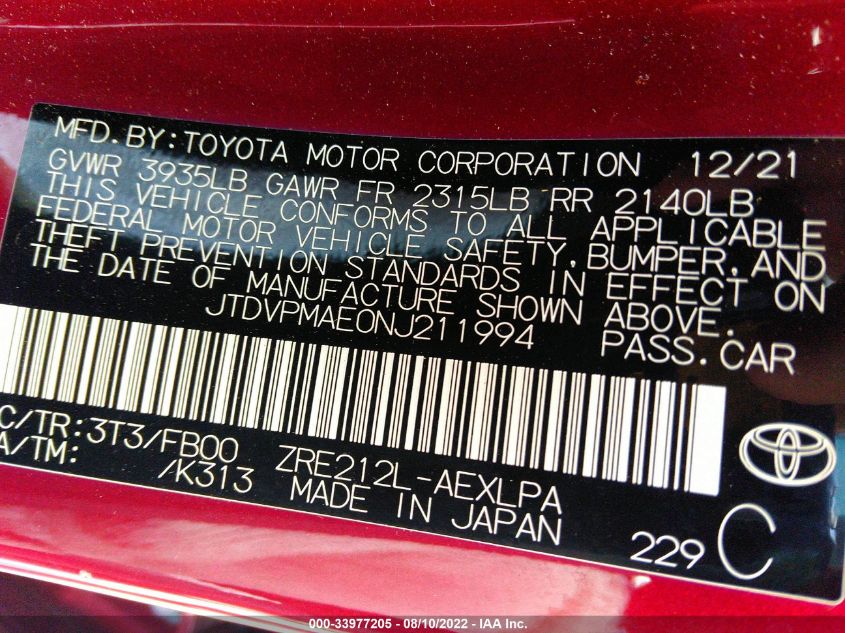 MFD.BY:TOYOTA MOTOR CORPORATION 12/21
GVWR 3935LB GAWR FR 2315LB RR 2140LB
THIS VEHICLE CONFORMS TO ALL APPLICABLE
FEDERAL MOTOR VEHICLE SAFETY,BUMPER,AND
THEFT PREVENTION STANDARDS IN EFFECT ON
THE DATE OF MANUFACTURE SHOWN ABOVE.
JTDVPMAE0NJ211994 PASS.CAR
C/TR:3T3/FB00 ZRE212L-AEXLPA
A/TM: /K313 MADE IN JAPAN
229 C
000-33977205 - 08/10/2022 - IAA Inc.